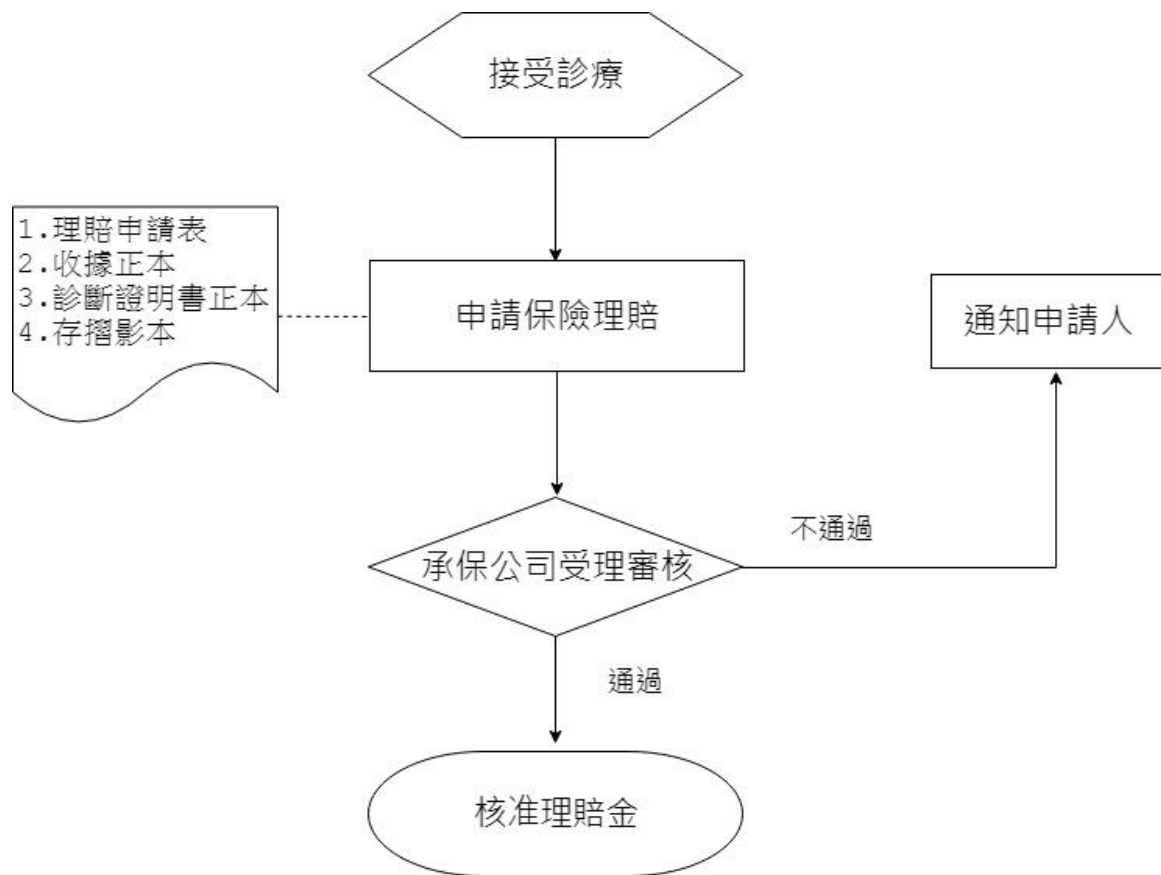 接受診療
1.理賠申請表
2.收據正本
3.診斷證明書正本
4.存摺影本
申請保險理賠
通知申請人
承保公司受理審核
不通過
通過
核准理賠金